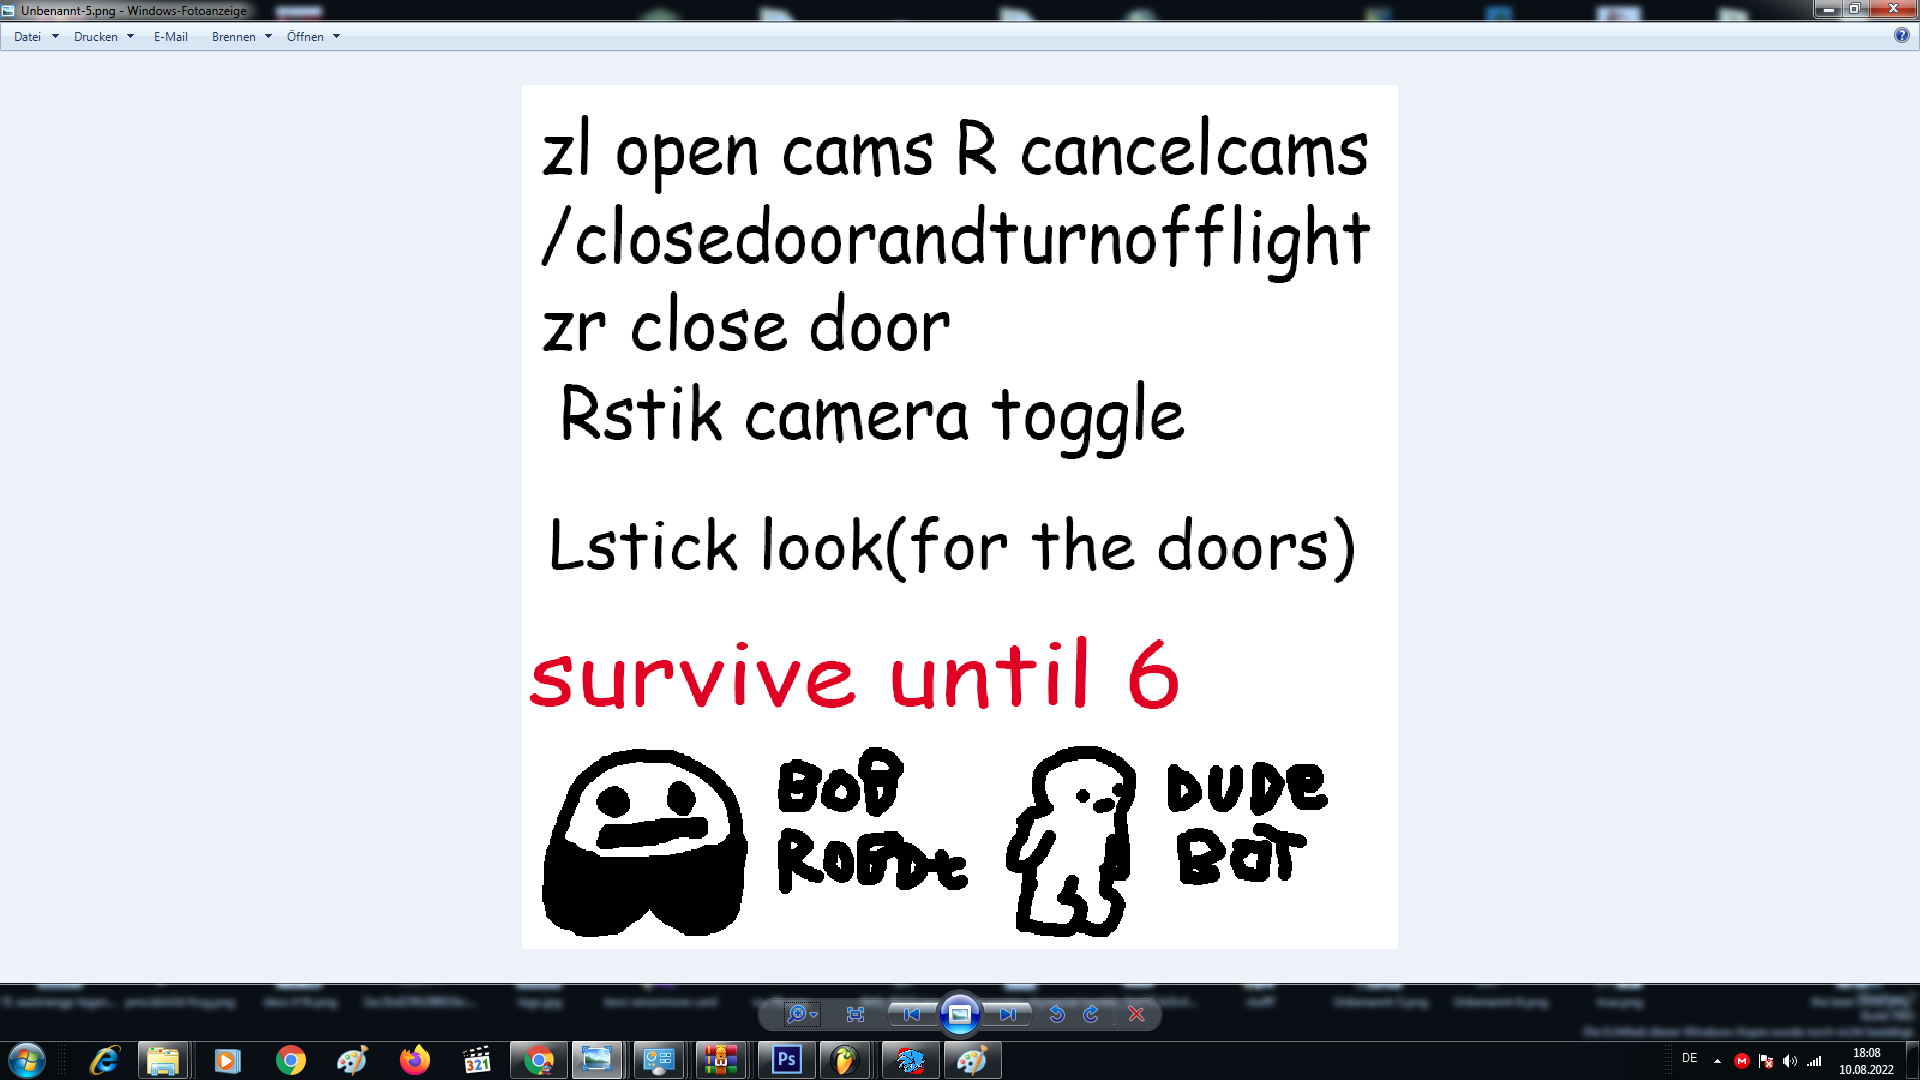 Unbenannt-5.png - Windows-Fotoanzeige
Datei Drucken E-Mail Brennen Öffnen
zl open cams R cancelcams
/closedoorandturnofflight
zr close door
Rstik camera toggle
Lstick look(for the doors)
survive until 6
BOB
ROBOt
DUDe
BOT
321
Ps
DE
18:08
10.08.2022